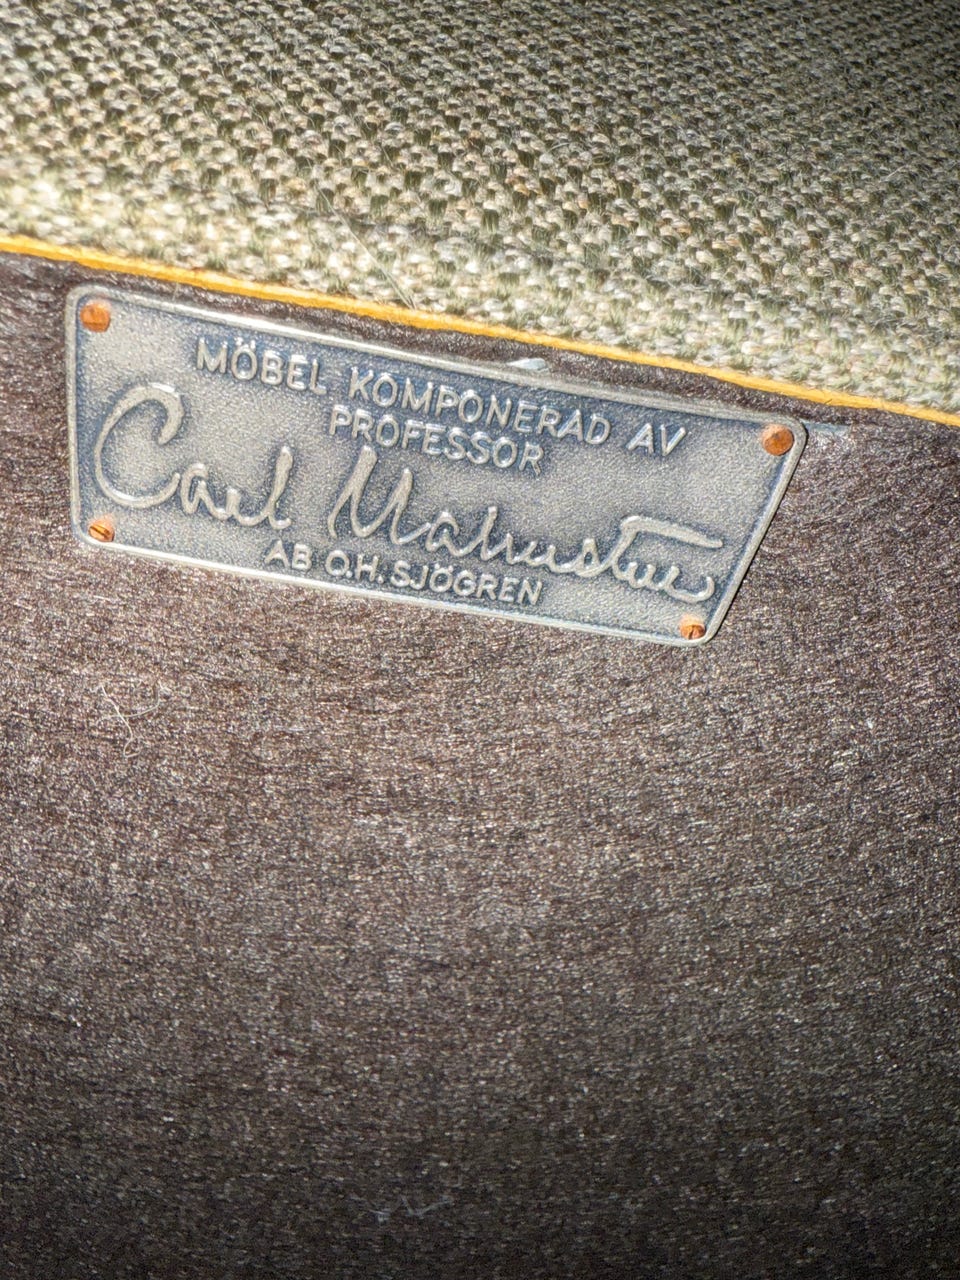 MÖBEL KOMPONERAD AV
PROFESSOR
Carl Malmsten
AB O.H. SJÖGREN